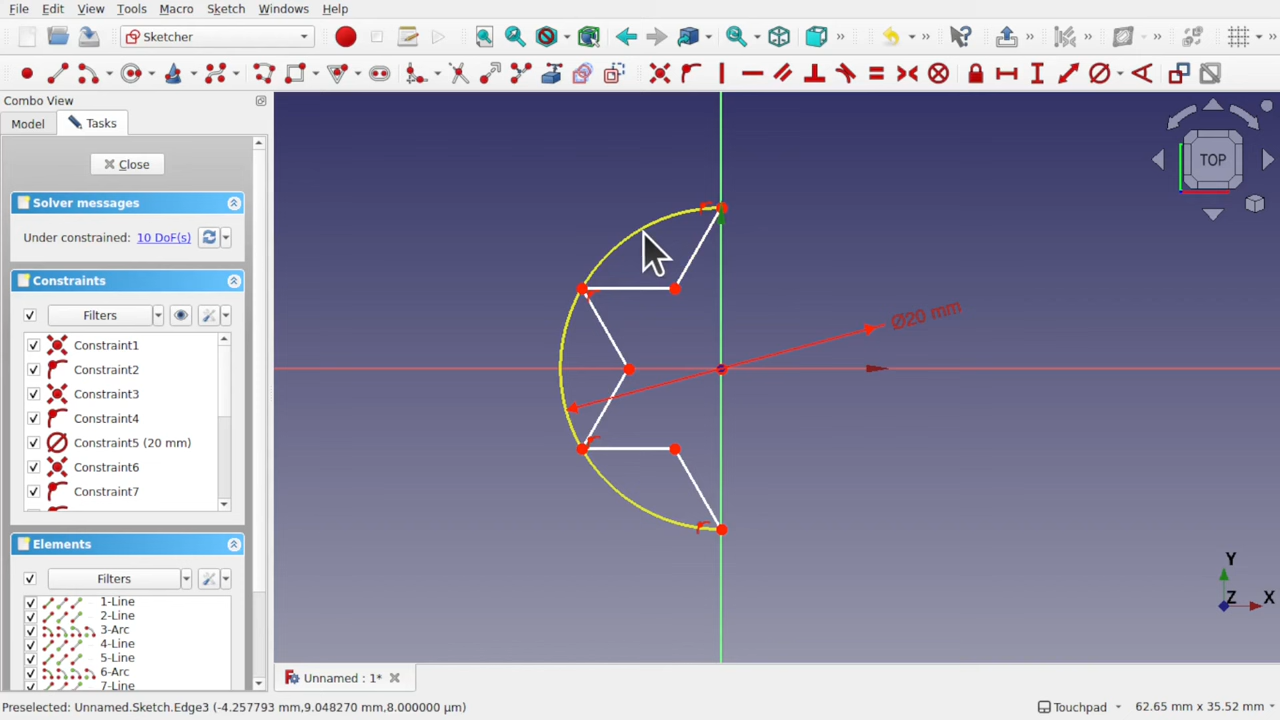 File Edit View Tools Macro Sketch Windows Help
Sketcher
Combo View
Model Tasks
Close
Solver messages
Under constrained: 10 DoF(s)
Constraints
Filters
Constraint1
Constraint2
Constraint3
Constraint4
Constraint5 (20 mm)
Constraint6
Constraint7
Elements
Filters
1-Line
2-Line
3-Arc
4-Line
5-Line
6-Arc
7-Line
Ø20 mm
TOP
Y
Z X
Unnamed : 1*
Preselected: Unnamed.Sketch.Edge3 (-4.257793 mm,9.048270 mm,8.000000 µm)
Touchpad
62.65 mm x 35.52 mm